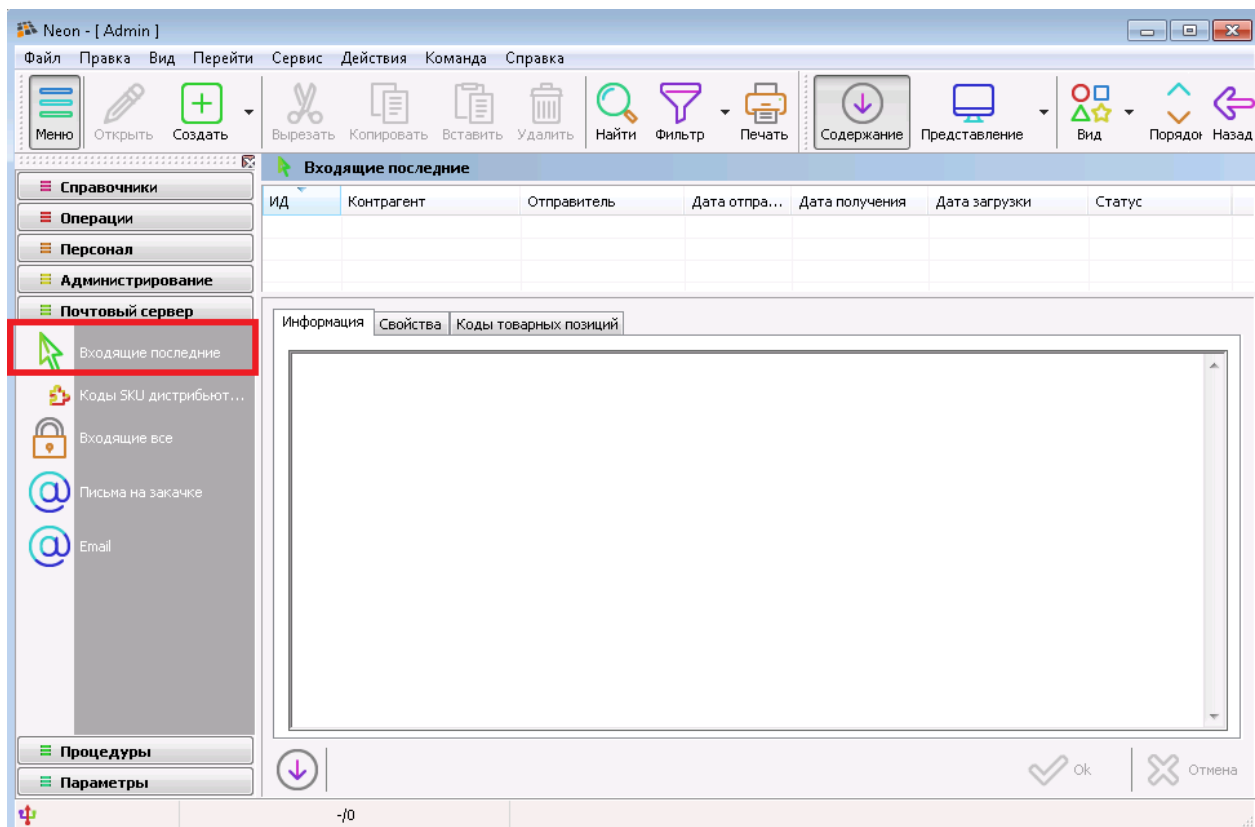 Neon - [ Admin ]
Файл Правка Вид Перейти Сервис Действия Команда Справка
Меню Открыть Создать Вырезать Копировать Вставить Удалить Найти Фильтр Печать Содержание Представление Вид Порядок Назад
Входящие последние
Справочники
Операции
Персонал
Администрирование
Почтовый сервер
Входящие последние
Коды SKU дистрибьют...
Входящие все
Письма на закачке
@ Email
Процедуры
Параметры
ИД Контрагент Отправитель Дата отпра... Дата получения Дата загрузки Статус
Информация Свойства Коды товарных позиций
Ok Отмена
-/0